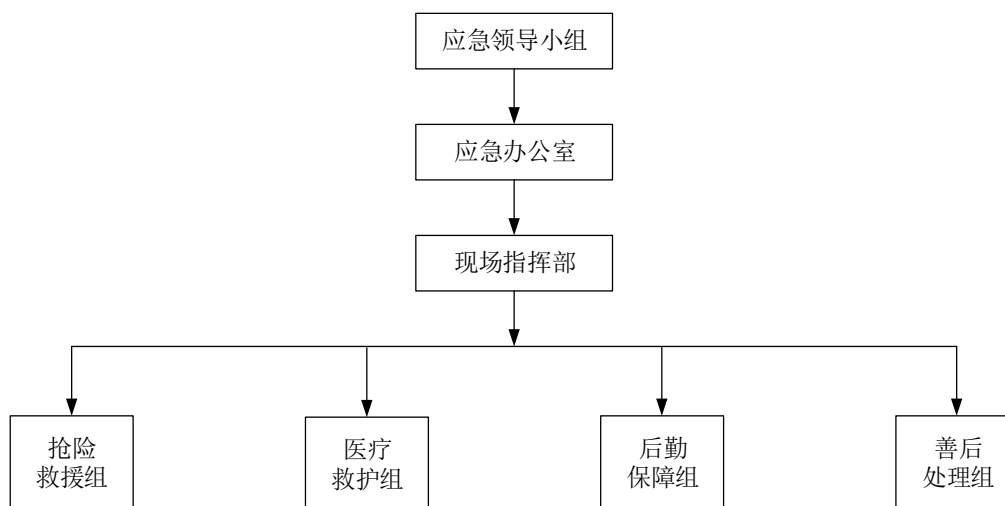 应急领导小组
应急办公室
现场指挥部
抢险
救援组
医疗
救护组
后勤
保障组
善后
处理组